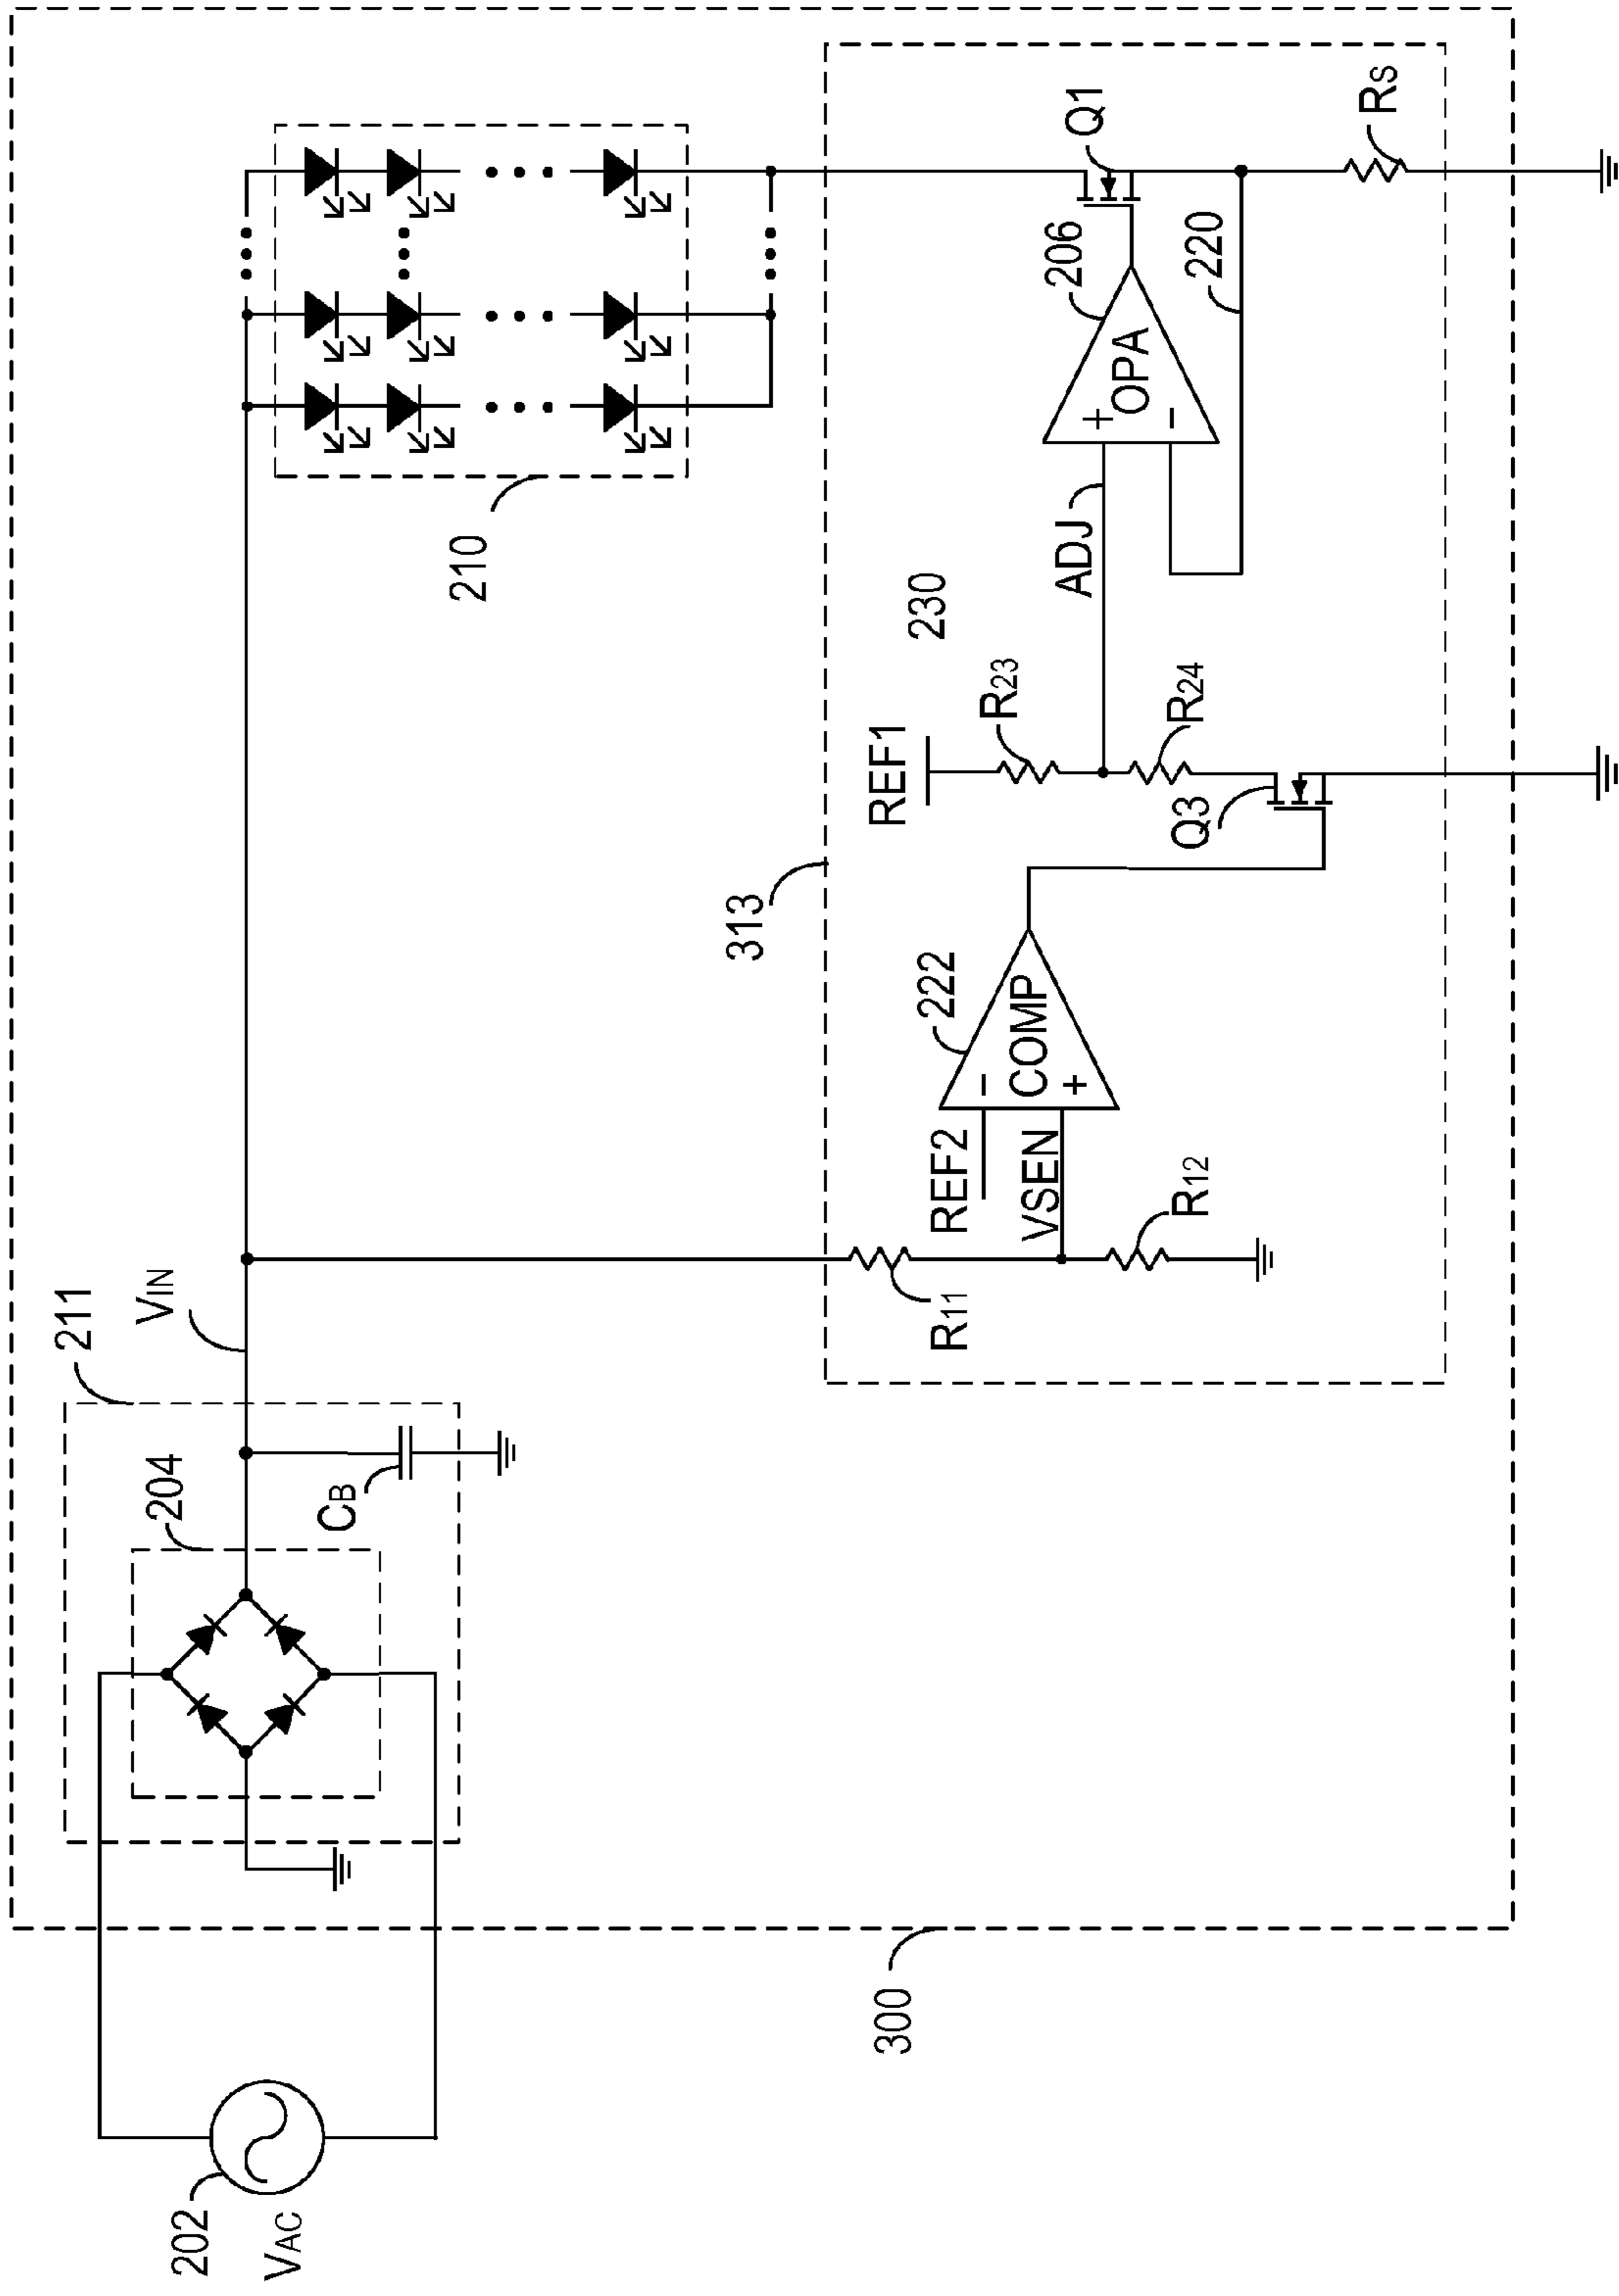 300
202
VAC
211
204
CB
VIN
210
313
230
REF1
R23
R24
Q3
ADJ
206
+
OPA
−
220
Q1
RS
222
REF2
−
COMP
+
VSEN
R11
R12